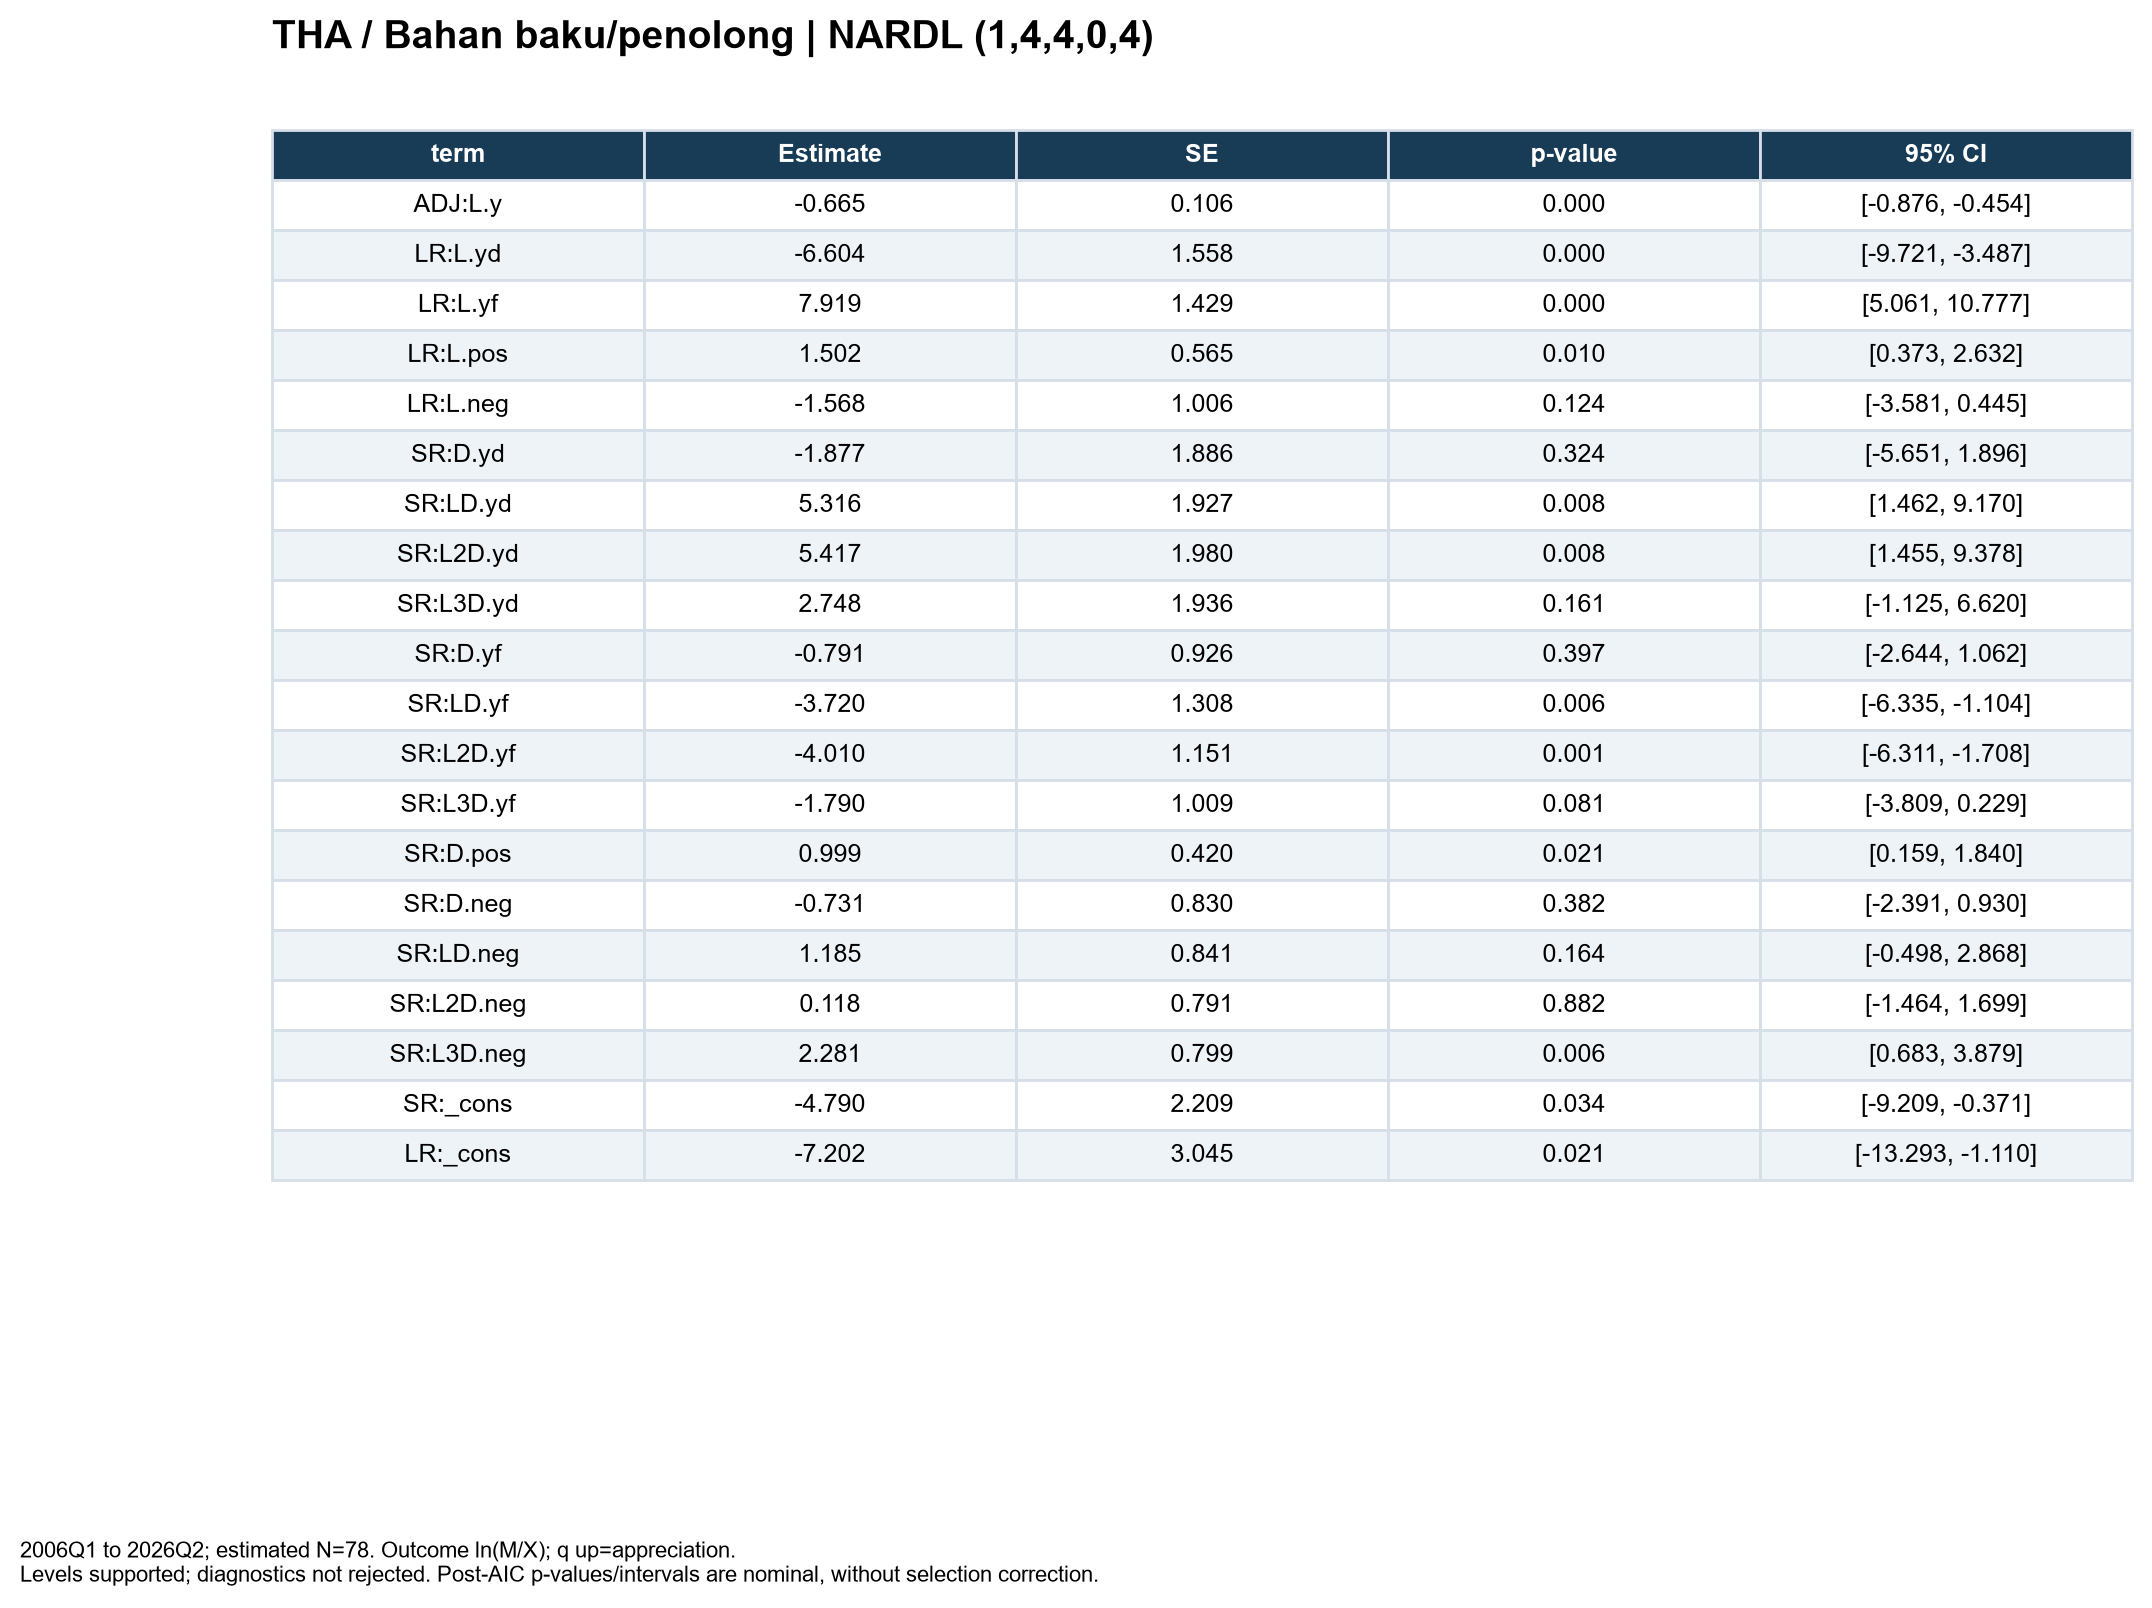 THA / Bahan baku/penolong | NARDL (1,4,4,0,4)
term Estimate SE p-value 95% CI
ADJ:L.y -0.665 0.106 0.000 [-0.876, -0.454]
LR:L.yd -6.604 1.558 0.000 [-9.721, -3.487]
LR:L.yf 7.919 1.429 0.000 [5.061, 10.777]
LR:L.pos 1.502 0.565 0.010 [0.373, 2.632]
LR:L.neg -1.568 1.006 0.124 [-3.581, 0.445]
SR:D.yd -1.877 1.886 0.324 [-5.651, 1.896]
SR:LD.yd 5.316 1.927 0.008 [1.462, 9.170]
SR:L2D.yd 5.417 1.980 0.008 [1.455, 9.378]
SR:L3D.yd 2.748 1.936 0.161 [-1.125, 6.620]
SR:D.yf -0.791 0.926 0.397 [-2.644, 1.062]
SR:LD.yf -3.720 1.308 0.006 [-6.335, -1.104]
SR:L2D.yf -4.010 1.151 0.001 [-6.311, -1.708]
SR:L3D.yf -1.790 1.009 0.081 [-3.809, 0.229]
SR:D.pos 0.999 0.420 0.021 [0.159, 1.840]
SR:D.neg -0.731 0.830 0.382 [-2.391, 0.930]
SR:LD.neg 1.185 0.841 0.164 [-0.498, 2.868]
SR:L2D.neg 0.118 0.791 0.882 [-1.464, 1.699]
SR:L3D.neg 2.281 0.799 0.006 [0.683, 3.879]
SR:_cons -4.790 2.209 0.034 [-9.209, -0.371]
LR:_cons -7.202 3.045 0.021 [-13.293, -1.110]
2006Q1 to 2026Q2; estimated N=78. Outcome ln(M/X); q up=appreciation.
Levels supported; diagnostics not rejected. Post-AIC p-values/intervals are nominal, without selection correction.